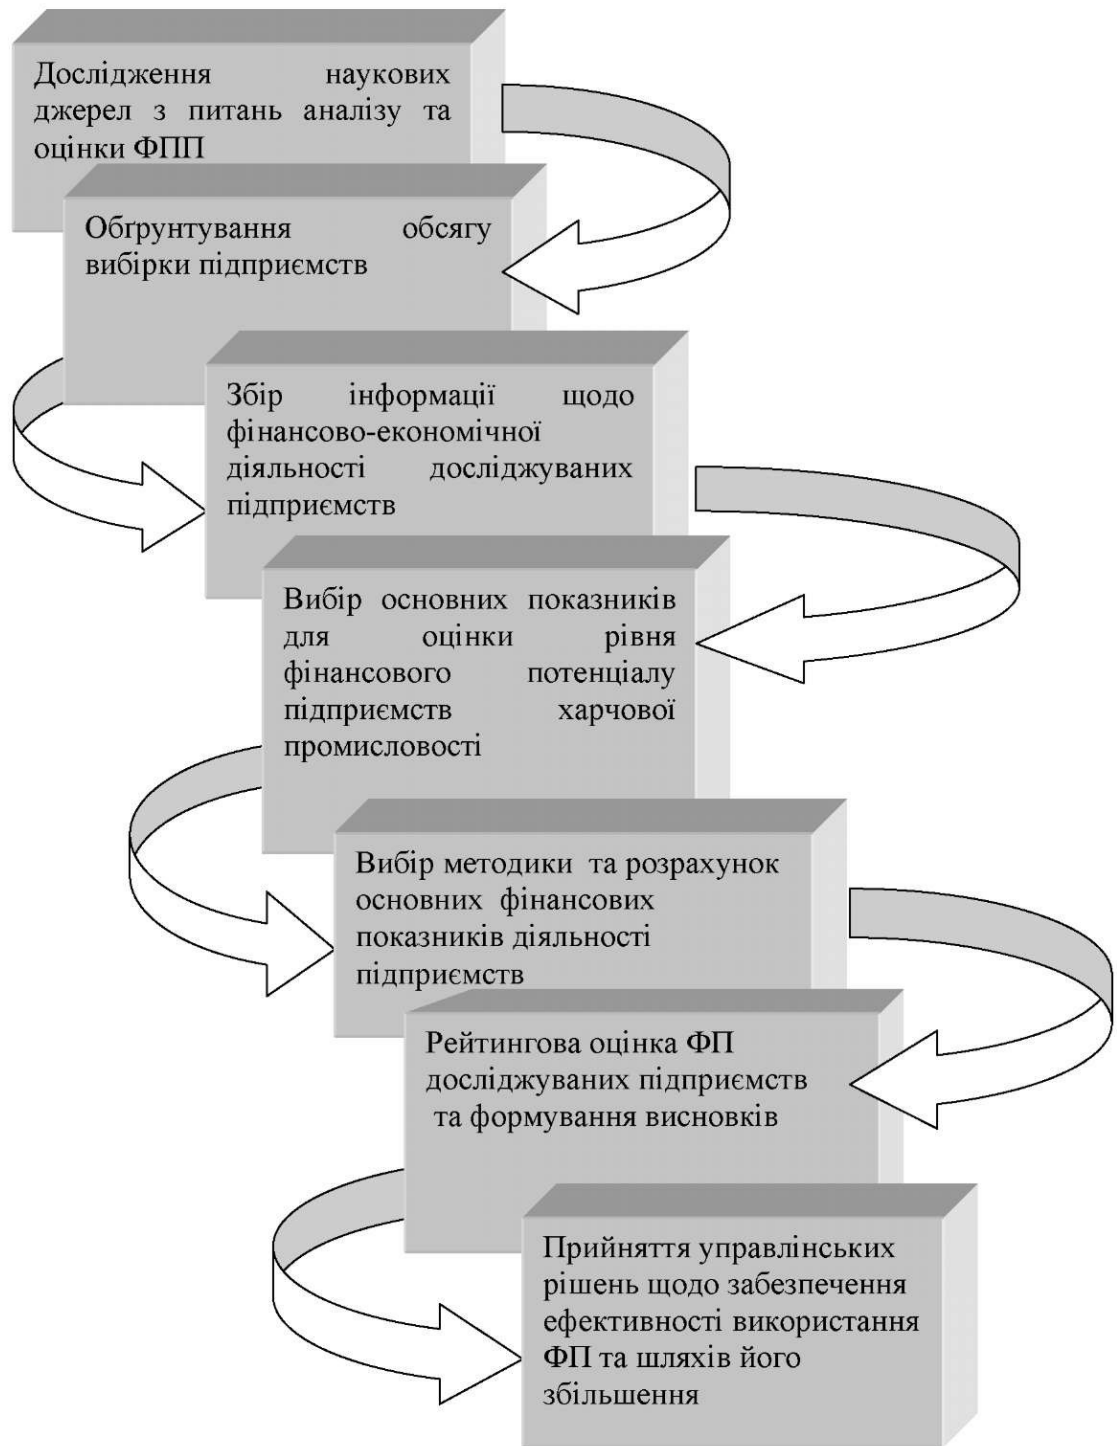 Дослідження наукових
джерел з питань аналізу та
оцінки ФПП
Обґрунтування обсягу
вибірки підприємств
Збір інформації щодо
фінансово-економічної
діяльності досліджуваних
підприємств
Вибір основних показників
для оцінки рівня
фінансового потенціалу
підприємств харчової
промисловості
Вибір методики та розрахунок
основних фінансових
показників діяльності
підприємств
Рейтингова оцінка ФП
досліджуваних підприємств
та формування висновків
Прийняття управлінських
рішень щодо забезпечення
ефективності використання
ФП та шляхів його
збільшення